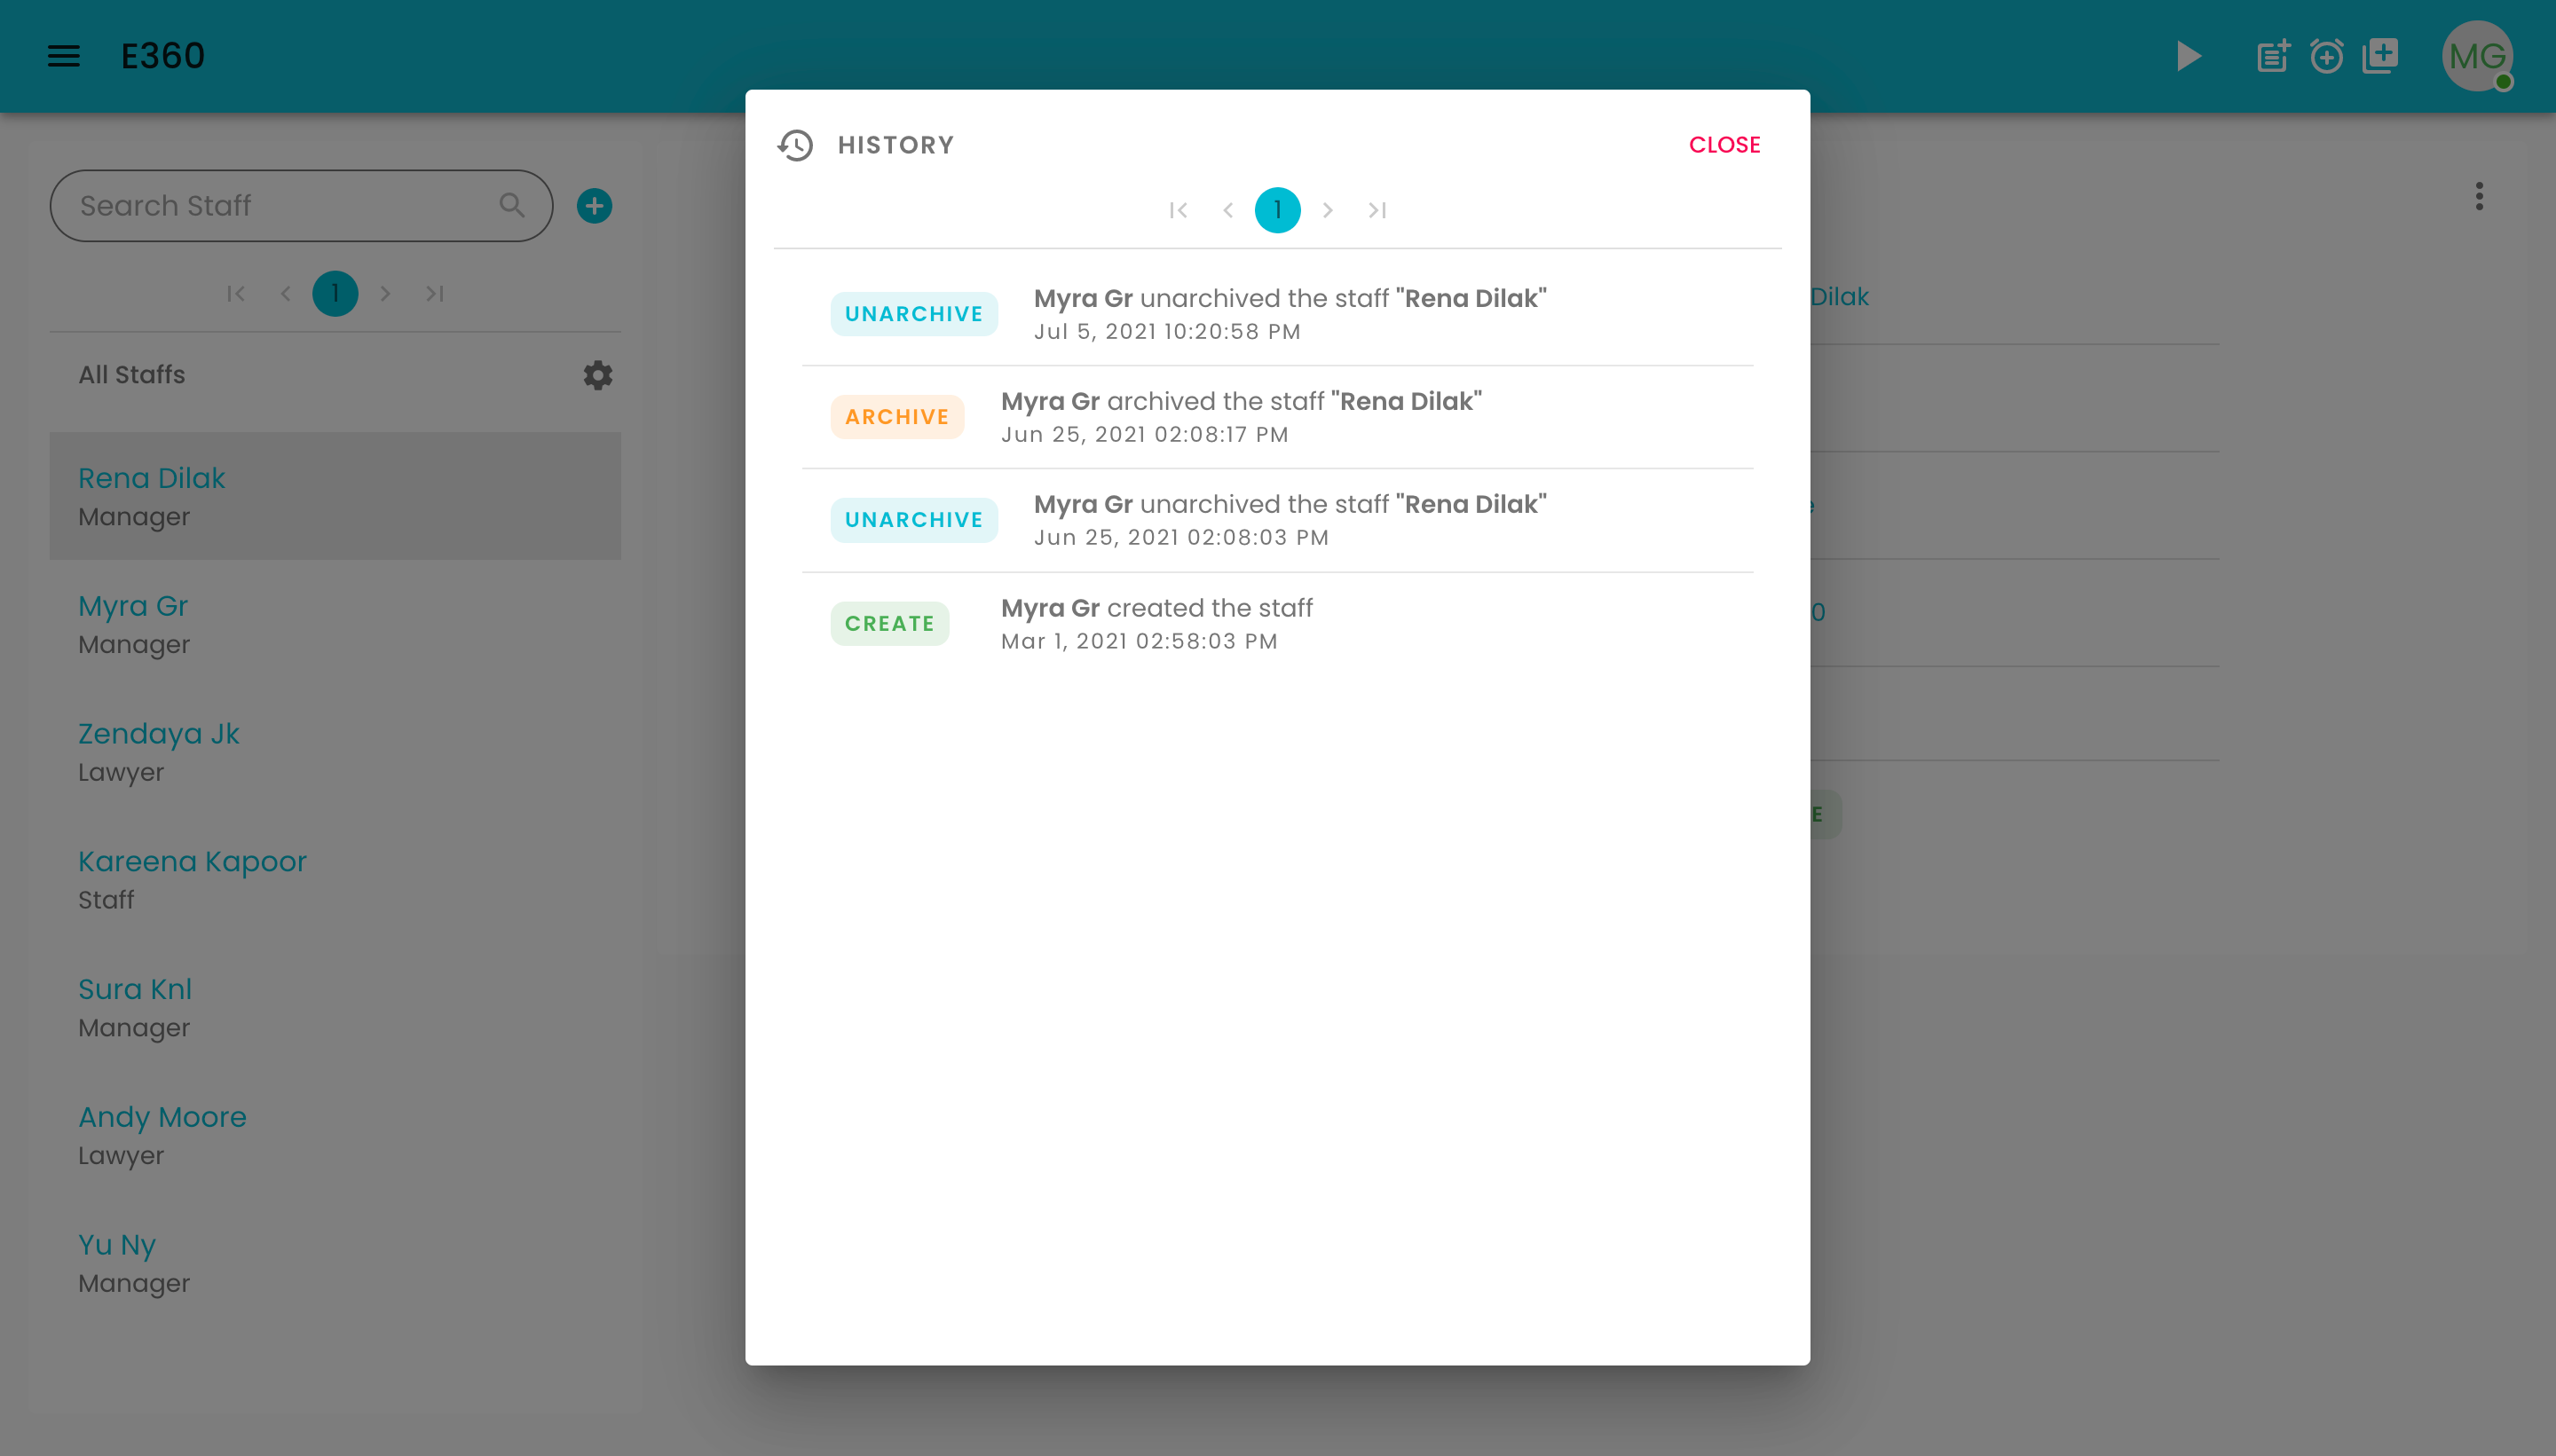 E360
MG
Search Staff
1
All Staffs
Rena Dilak
Manager
Myra Gr
Manager
Zendaya Jk
Lawyer
Kareena Kapoor
Staff
Sura Knl
Manager
Andy Moore
Lawyer
Yu Ny
Manager
HISTORY
CLOSE
1
UNARCHIVE
Myra Gr unarchived the staff "Rena Dilak"
Jul 5, 2021 10:20:58 PM
ARCHIVE
Myra Gr archived the staff "Rena Dilak"
Jun 25, 2021 02:08:17 PM
UNARCHIVE
Myra Gr unarchived the staff "Rena Dilak"
Jun 25, 2021 02:08:03 PM
CREATE
Myra Gr created the staff
Mar 1, 2021 02:58:03 PM
Dilak
0
E